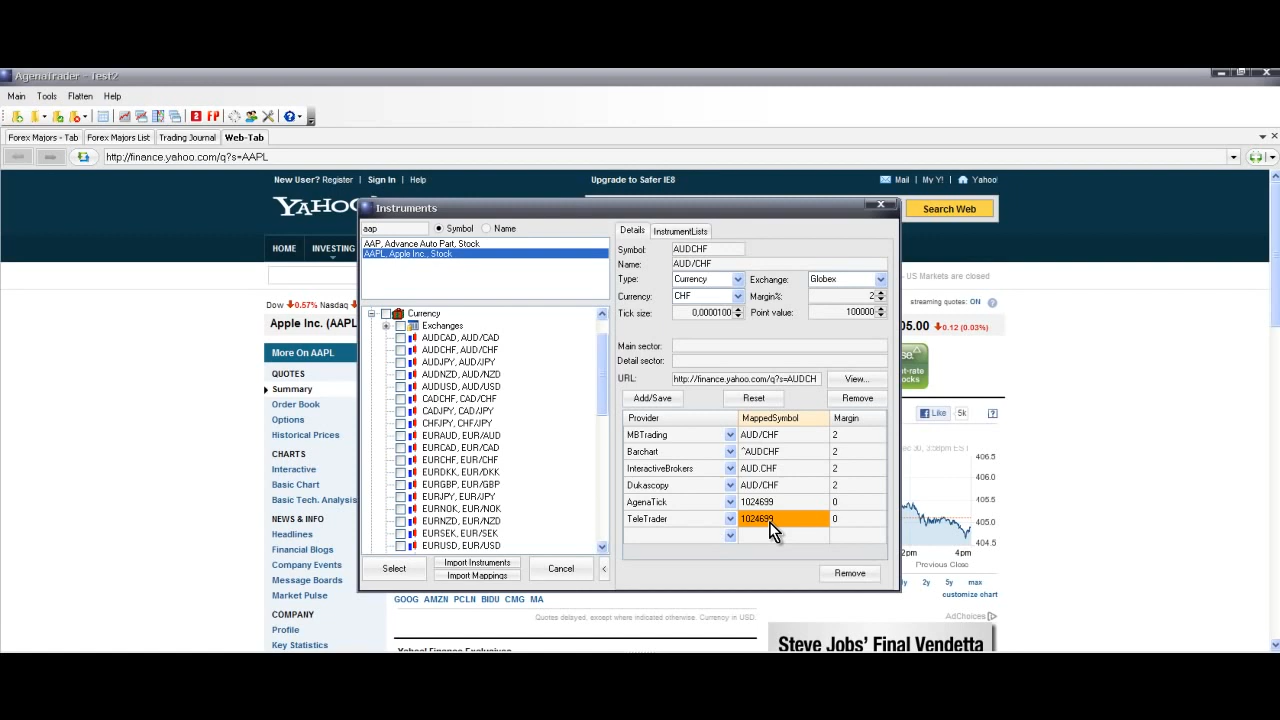 AgenaTrader - Test2
Main Tools Flatten Help
Forex Majors - Tab Forex Majors List Trading Journal Web-Tab
http://finance.yahoo.com/q?s=AAPL
New User? Register Sign In Help Upgrade to Safer IE8 Mail My Y! Yahoo!
YAHOO
Search Web
HOME INVESTING
- US Markets are closed
Dow 0.57% Nasdaq
streaming quotes: ON
Apple Inc. (AAPL
05.00 0.12 (0.03%)
More On AAPL
QUOTES
Summary
Order Book
Options
Historical Prices
CHARTS
Interactive
Basic Chart
Basic Tech. Analysis
NEWS & INFO
Headlines
Financial Blogs
Company Events
Message Boards
Market Pulse
COMPANY
Profile
Key Statistics
Instruments
aap Symbol Name
AAP, Advance Auto Part, Stock
AAPL, Apple Inc., Stock
Currency
Exchanges
AUDCAD, AUD/CAD
AUDCHF, AUD/CHF
AUDJPY, AUD/JPY
AUDNZD, AUD/NZD
AUDUSD, AUD/USD
CADCHF, CAD/CHF
CADJPY, CAD/JPY
CHFJPY, CHF/JPY
EURAUD, EUR/AUD
EURCAD, EUR/CAD
EURCHF, EUR/CHF
EURDKK, EUR/DKK
EURGBP, EUR/GBP
EURJPY, EUR/JPY
EURNOK, EUR/NOK
EURNZD, EUR/NZD
EURSEK, EUR/SEK
EURUSD, EUR/USD
Select Import Instruments Cancel <
Import Mappings
Details InstrumentLists
Symbol: AUDCHF
Name: AUD/CHF
Type: Currency Exchange: Globex
Currency: CHF Margin%: 2
Tick size: 0,0000100 Point value: 100000
Main sector:
Detail sector:
URL: http://finance.yahoo.com/q?s=AUDCH View...
Add/Save Reset Remove
Provider MappedSymbol Margin
MBTrading AUD/CHF 2
Barchart ^AUDCHF 2
InteractiveBrokers AUD.CHF 2
Dukascopy AUD/CHF 2
AgenaTick 1024699 0
TeleTrader 1024699 0
Remove
Like 5k
406.5
406.0
405.5
405.0
404.5
2pm 4pm
Previous Close
2y 5y max
customize chart
GOOG AMZN PCLN BIDU CMG MA
Quotes delayed, except where indicated otherwise. Currency in USD.
AdChoices
Steve Jobs' Final Vendetta